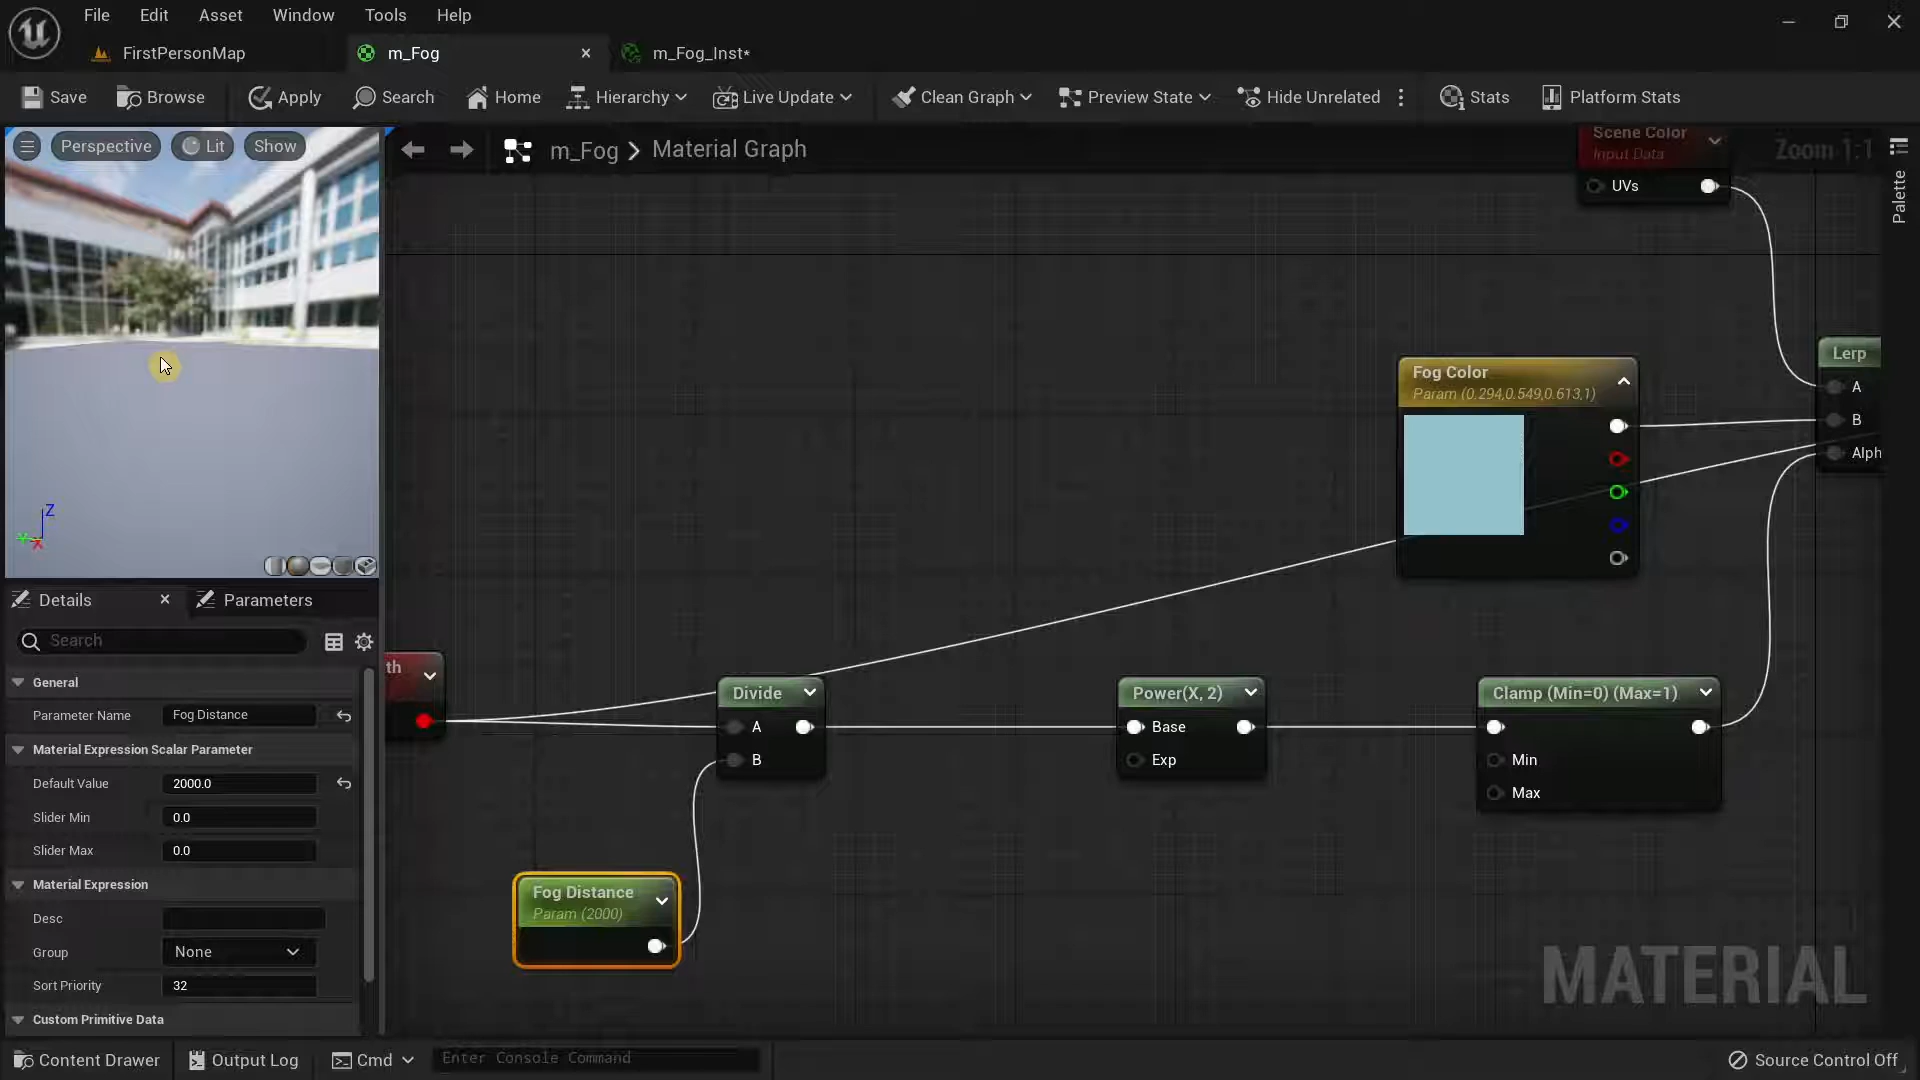 File Edit Asset Window Tools Help
FirstPersonMap m_Fog m_Fog_Inst*
Save Browse Apply Search Home Hierarchy Live Update Clean Graph Preview State Hide Unrelated Stats Platform Stats
Perspective Lit Show
m_Fog > Material Graph
Zoom 1:1
Palette
Scene Color
Input Data
UVs
Lerp
A
B
Alph
Fog Color
Param (0.294,0.549,0.613,1)
Z
Y
X
Details Parameters
Search
General
Parameter Name Fog Distance
Material Expression Scalar Parameter
Default Value 2000.0
Slider Min 0.0
Slider Max 0.0
Material Expression
Desc
Group None
Sort Priority 32
Custom Primitive Data
th
Divide
A
B
Power(X, 2)
Base
Exp
Clamp (Min=0) (Max=1)
Min
Max
Fog Distance
Param (2000)
MATERIAL
Content Drawer Output Log Cmd Enter Console Command Source Control Off